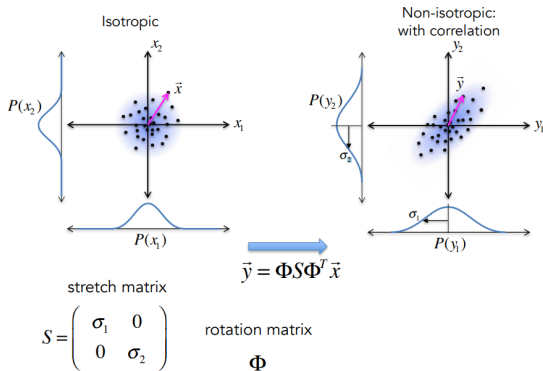 Isotropic
Non-isotropic:
with correlation
x₂
y₂
x⃗
y⃗
P(x₂)
P(y₂)
x₁
y₁
σ₂
σ₁
P(x₁)
P(y₁)
y⃗ = ΦSΦᵀx⃗
stretch matrix
S = ( σ₁ 0
0 σ₂ )
rotation matrix
Φ